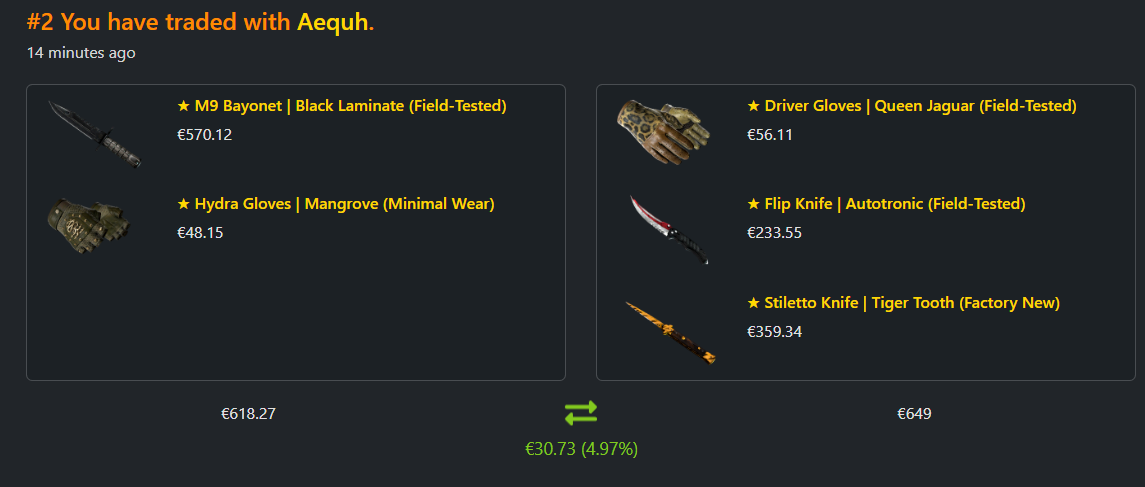 #2 You have traded with Aequh.
14 minutes ago
★ M9 Bayonet | Black Laminate (Field-Tested)
€570.12
★ Hydra Gloves | Mangrove (Minimal Wear)
€48.15
★ Driver Gloves | Queen Jaguar (Field-Tested)
€56.11
★ Flip Knife | Autotronic (Field-Tested)
€233.55
★ Stiletto Knife | Tiger Tooth (Factory New)
€359.34
€618.27
€649
€30.73 (4.97%)